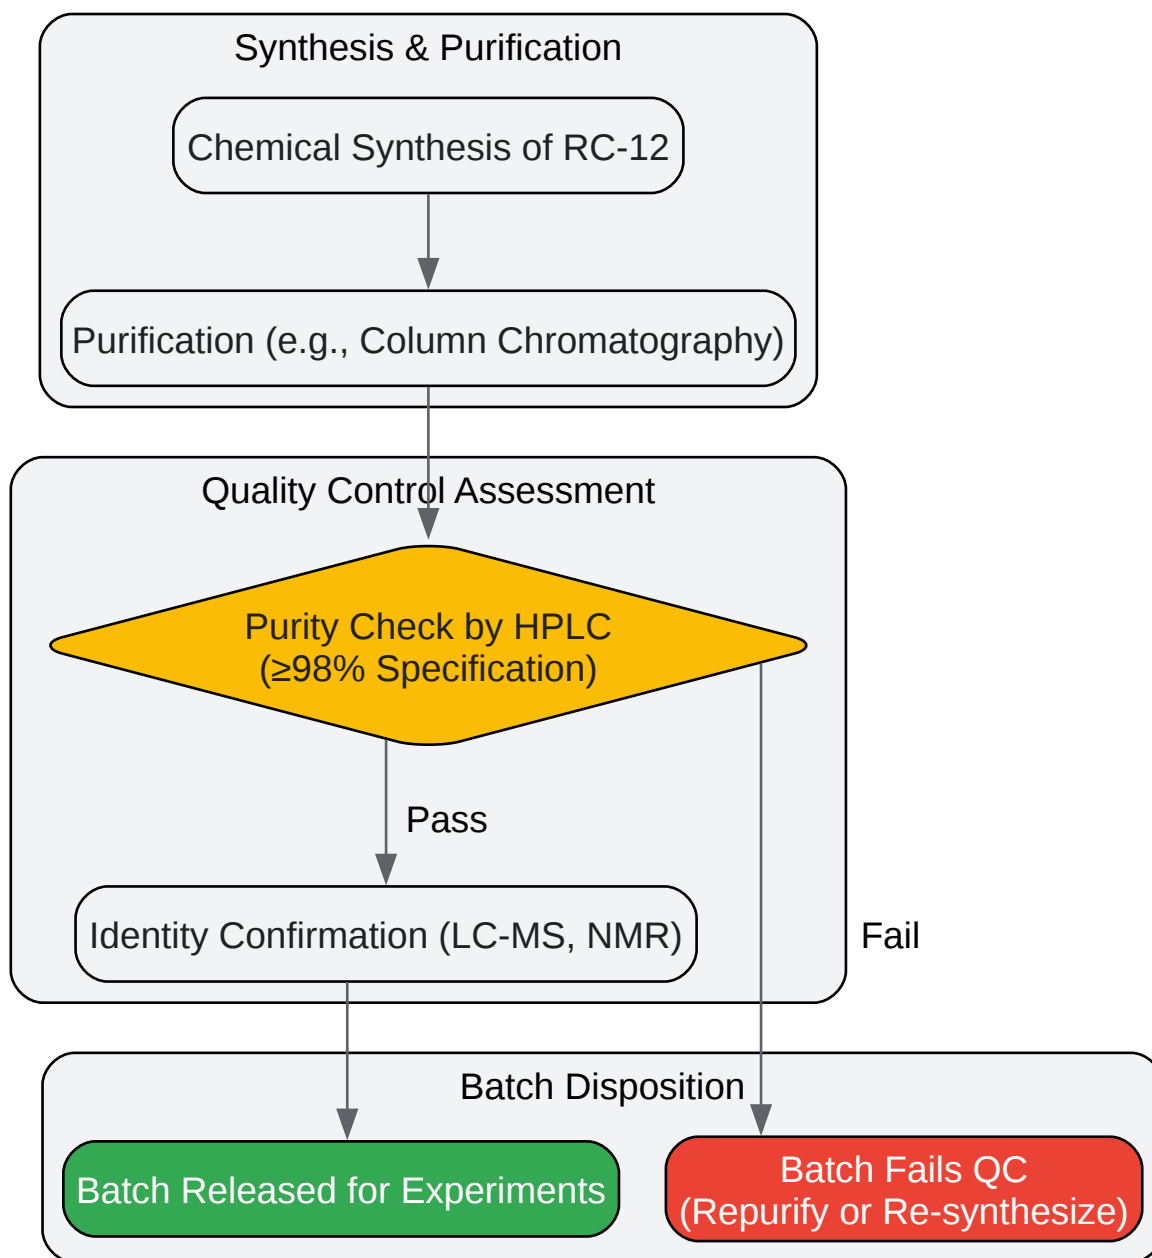 Synthesis & Purification
Chemical Synthesis of RC-12
Purification (e.g., Column Chromatography)
Quality Control Assessment
Purity Check by HPLC
(≥98% Specification)
Pass
Identity Confirmation (LC-MS, NMR)
Fail
Batch Disposition
Batch Released for Experiments
Batch Fails QC
(Repurify or Re-synthesize)